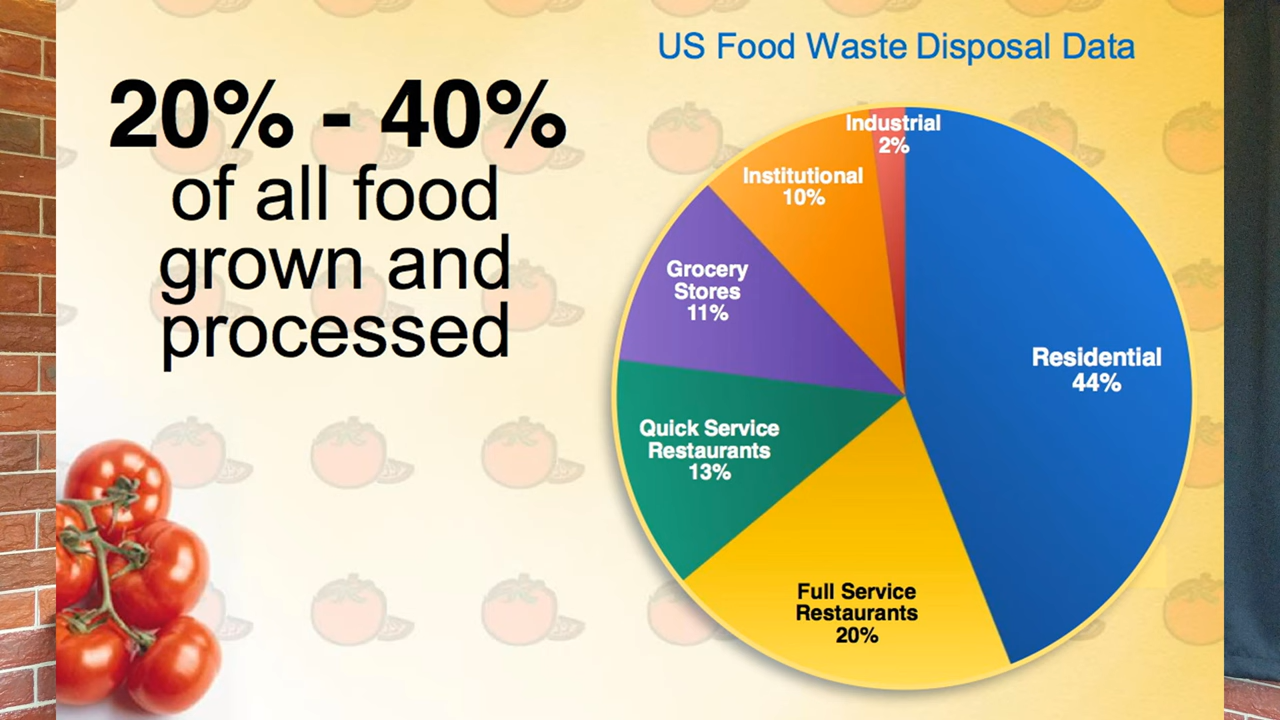 20% - 40%
of all food
grown and
processed
US Food Waste Disposal Data
Industrial
2%
Institutional
10%
Grocery
Stores
11%
Residential
44%
Quick Service
Restaurants
13%
Full Service
Restaurants
20%